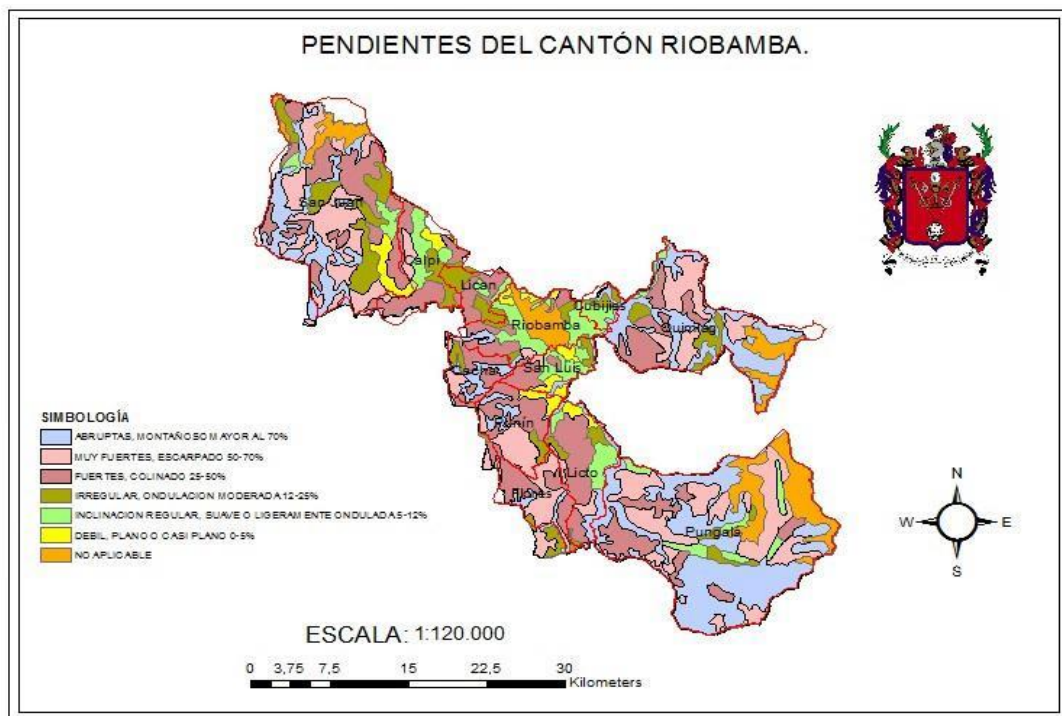 PENDIENTES DEL CANTÓN RIOBAMBA.
San Juan
Calpi
Lican
Cubijies
Riobamba
Quimiag
San Luis
Cacha
Punín
Licto
Flores
Pungala
SIMBOLOGÍA
ABRUPTAS, MONTAÑOSO MAYOR AL 70%
MUY FUERTES, ESCARPADO 50-70%
FUERTES, COLINADO 25-50%
IRREGULAR, ONDULACION MODERADA 12-25%
INCLINACION REGULAR, SUAVE O LIGERAMENTE ONDULADA 5-12%
DEBIL, PLANO O CASI PLANO 0-5%
NO APLICABLE
N
W E
S
ESCALA: 1:120.000
0 3,75 7,5 15 22,5 30
Kilometers